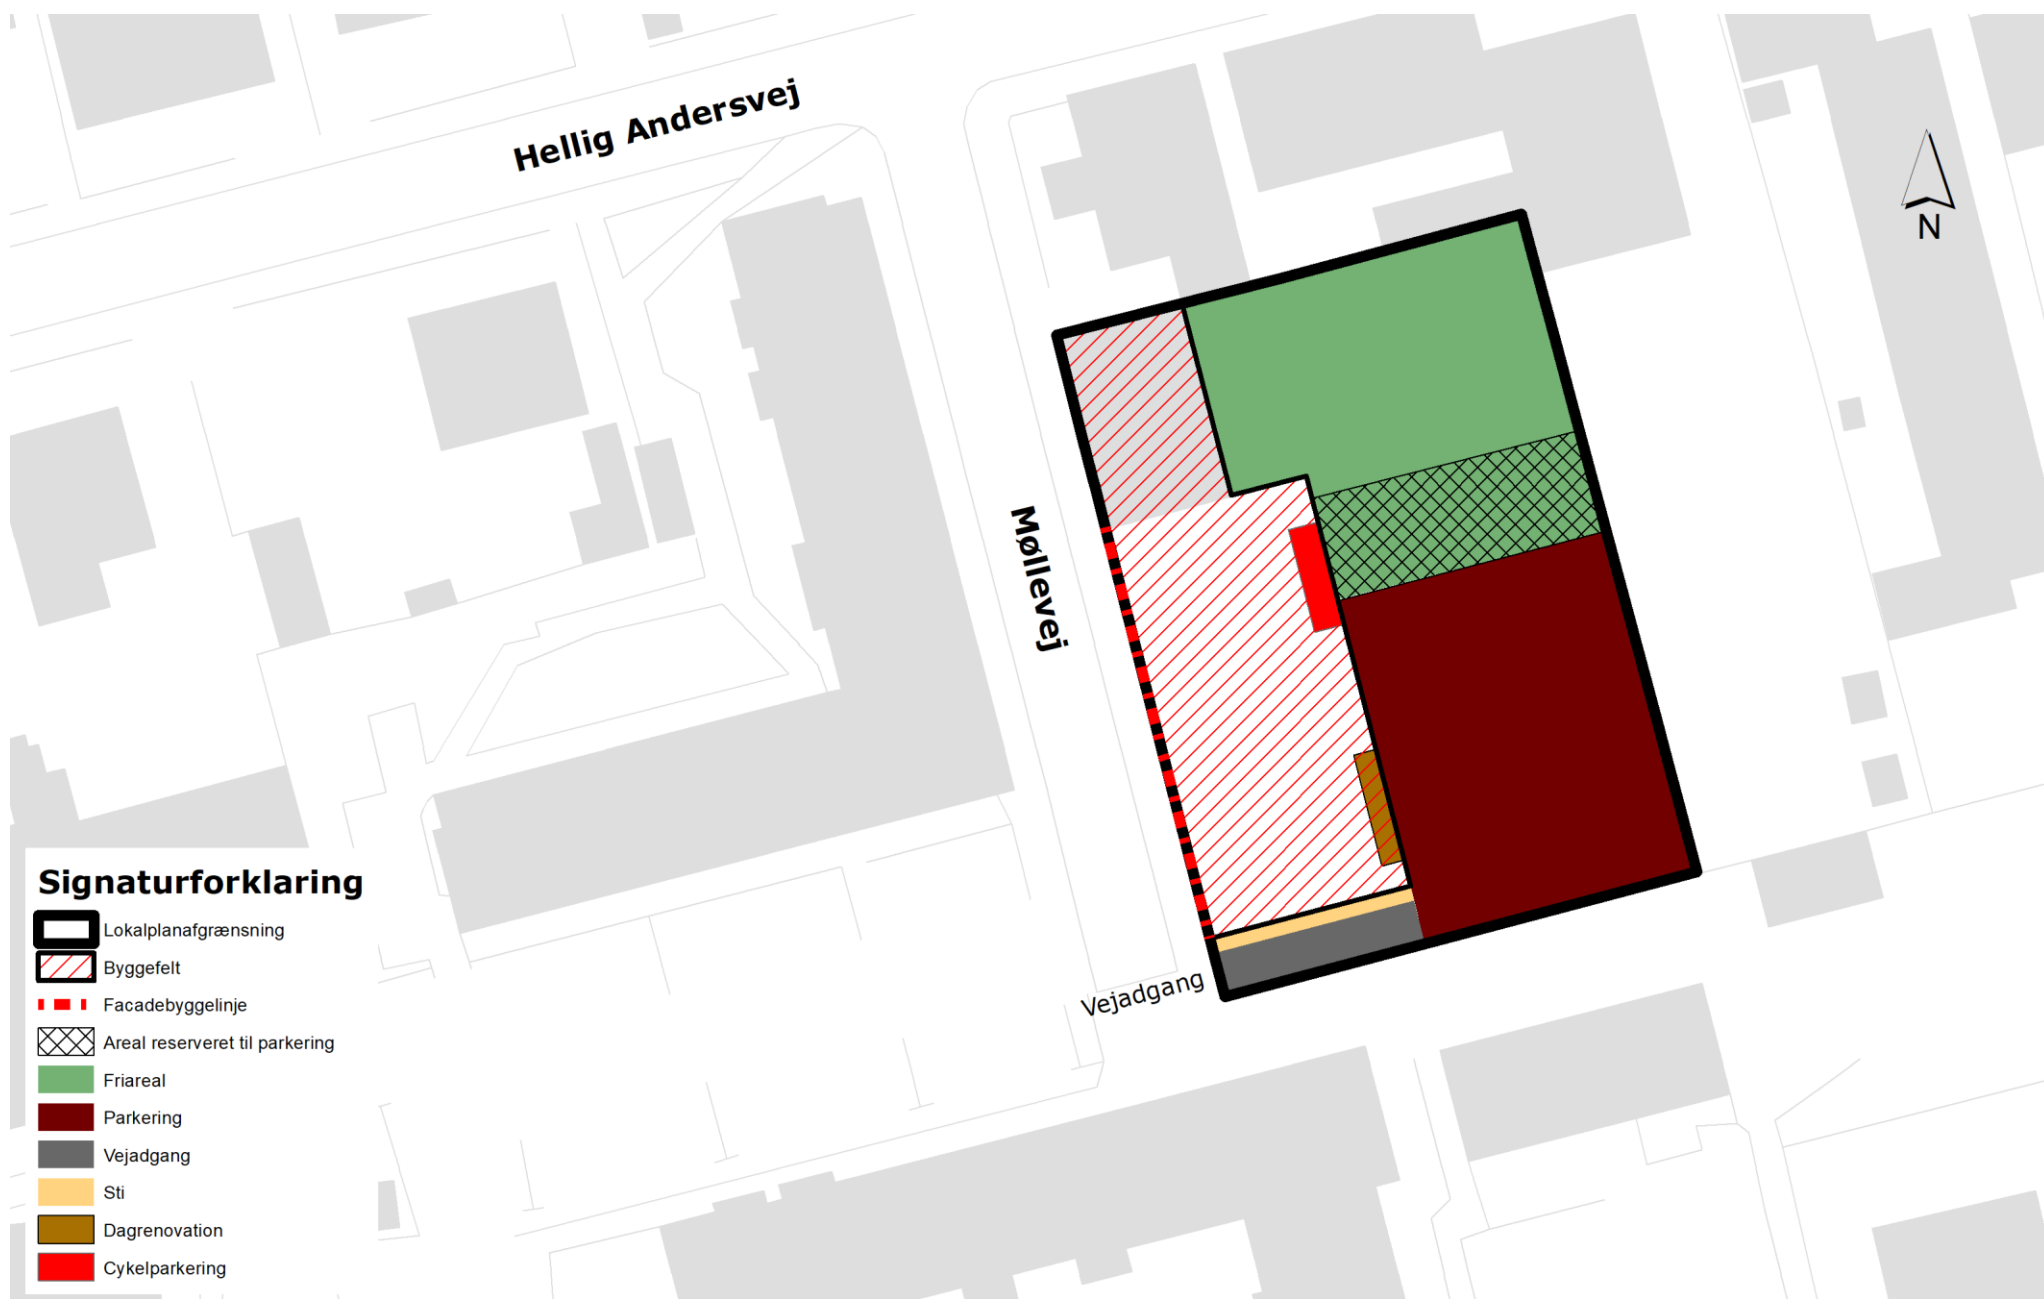 Hellig Andersvej
N
Møllevej
Vejadgang
Signaturforklaring
Lokalplanafgrænsning
Byggefelt
Facadebyggelinje
Areal reserveret til parkering
Friareal
Parkering
Vejadgang
Sti
Dagrenovation
Cykelparkering